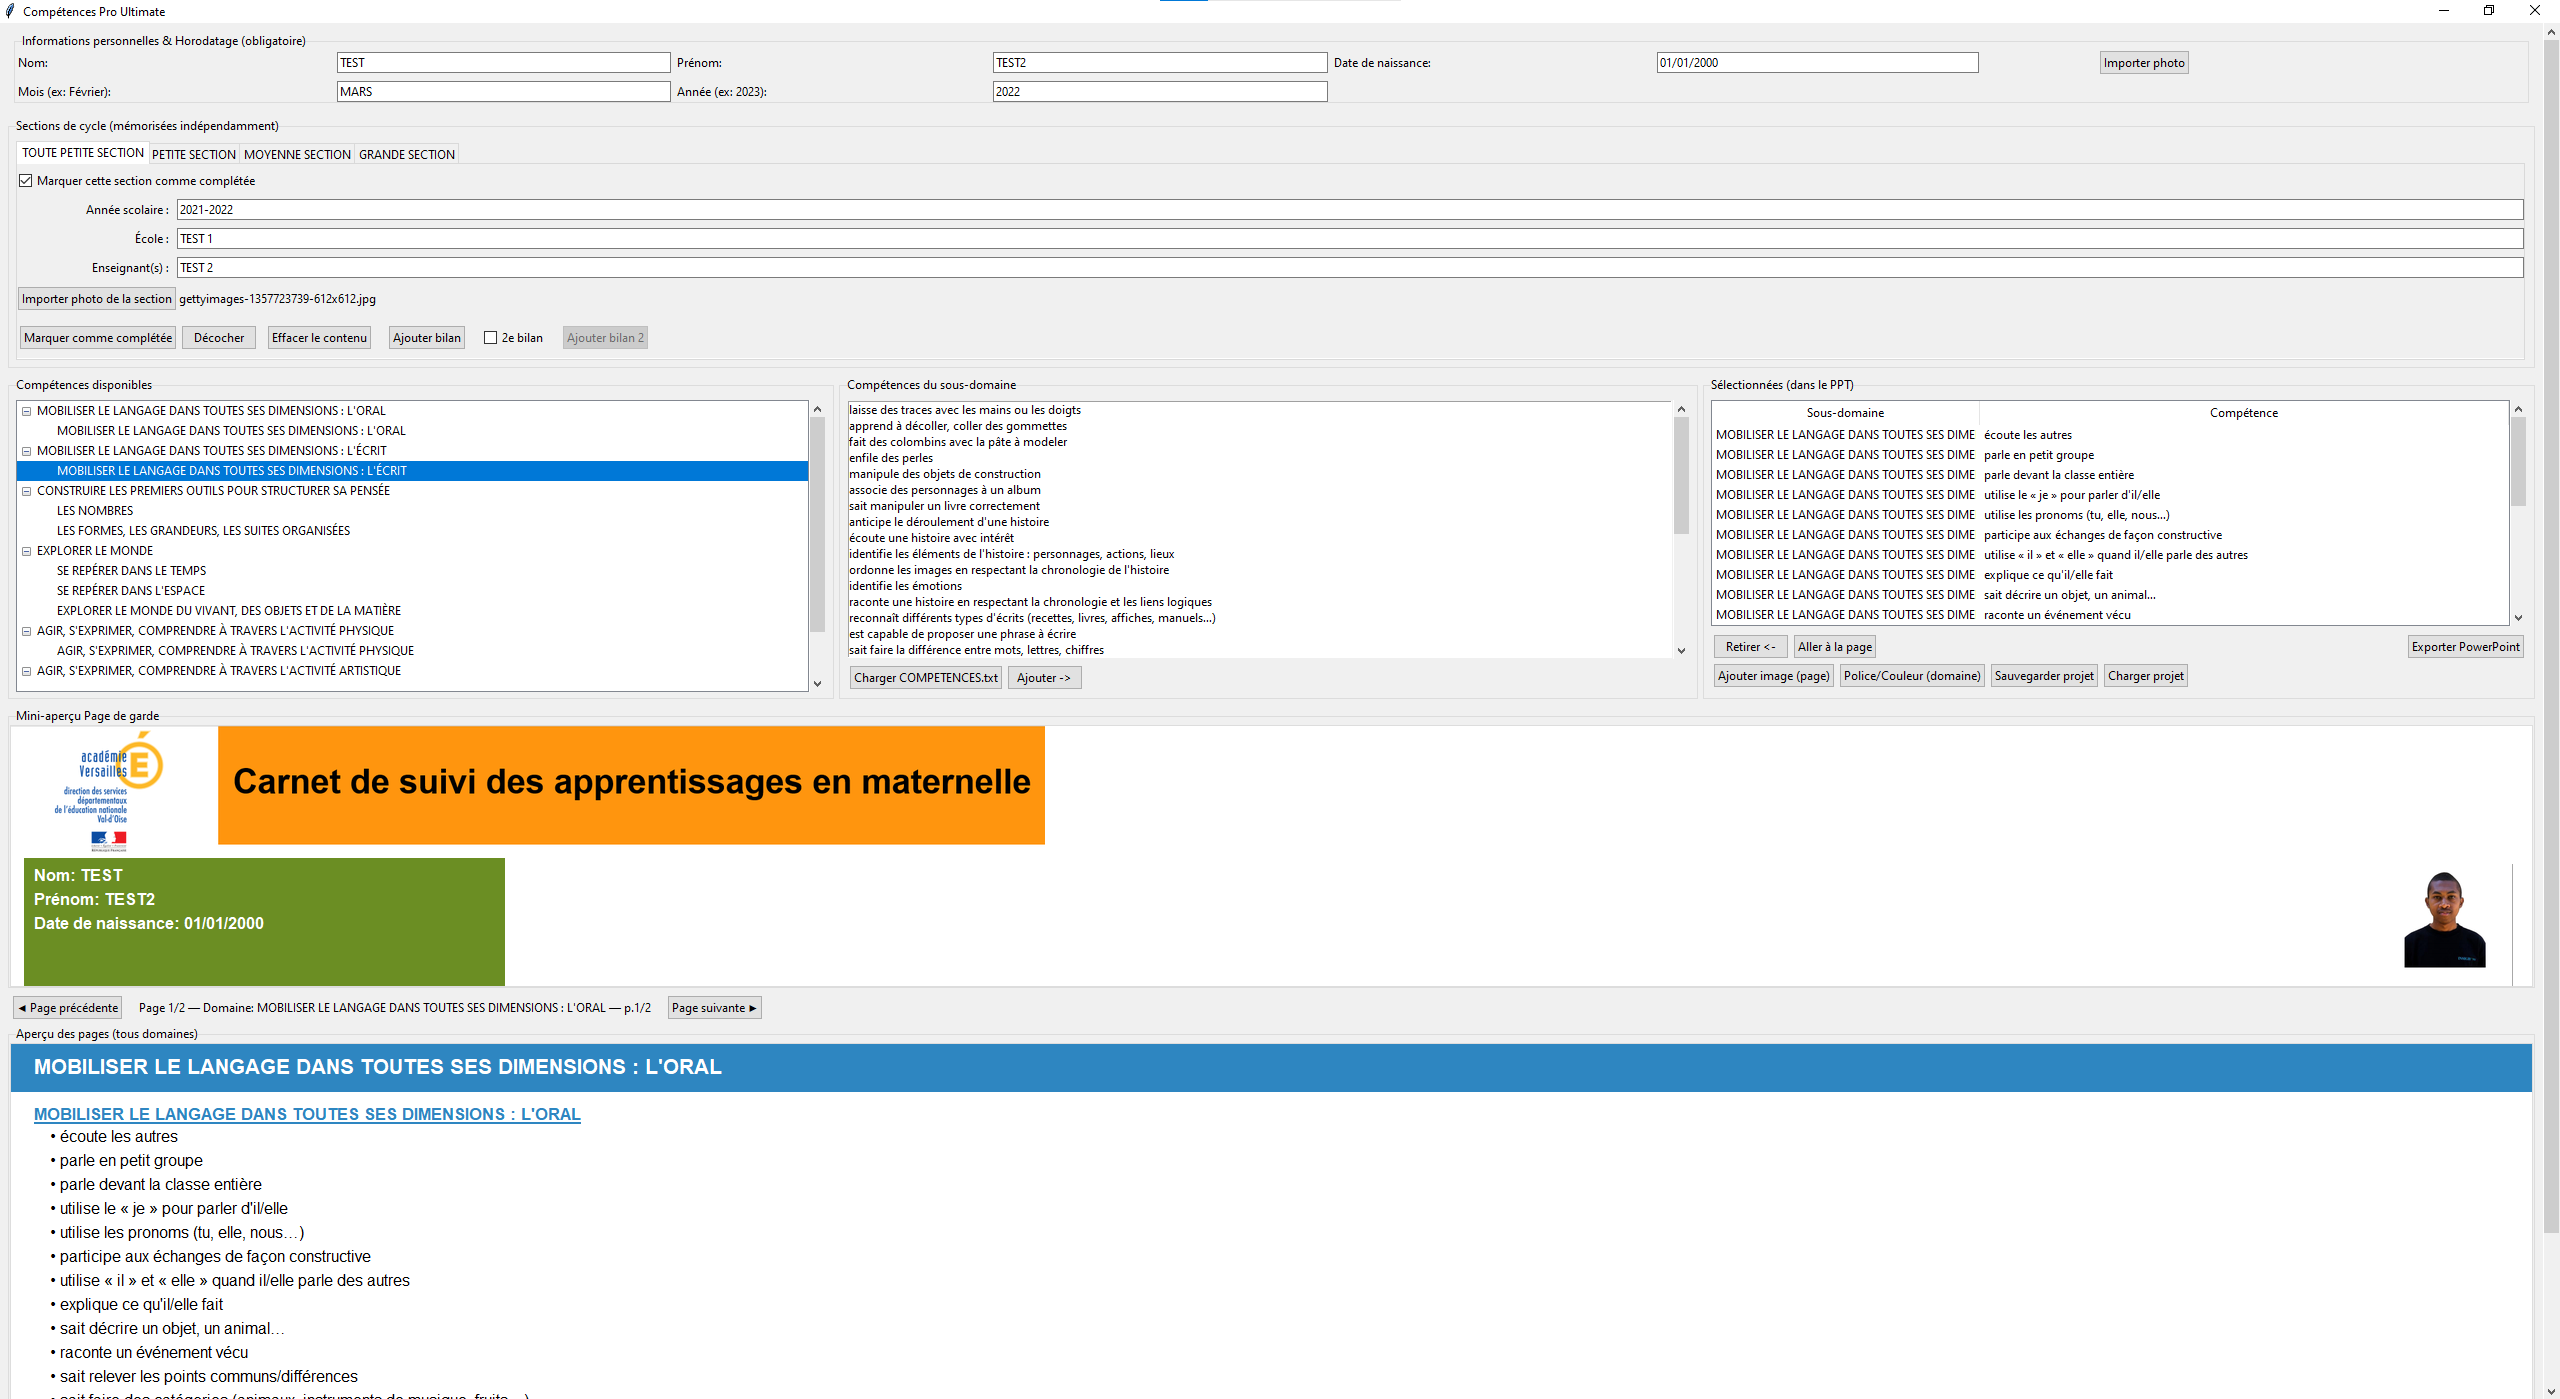 Compétences Pro Ultimate
Informations personnelles & Horodatage (obligatoire)
Nom: TEST Prénom: TEST2 Date de naissance: 01/01/2000 Importer photo
Mois (ex: Février): MARS Année (ex: 2023): 2022
Sections de cycle (mémorisées indépendamment)
TOUTE PETITE SECTION PETITE SECTION MOYENNE SECTION GRANDE SECTION
Marquer cette section comme complétée
Année scolaire : 2021-2022
École : TEST 1
Enseignant(s) : TEST 2
Importer photo de la section gettyimages-1357723739-612x612.jpg
Marquer comme complétée Décocher Effacer le contenu Ajouter bilan 2e bilan Ajouter bilan 2
Compétences disponibles
MOBILISER LE LANGAGE DANS TOUTES SES DIMENSIONS : L'ORAL
MOBILISER LE LANGAGE DANS TOUTES SES DIMENSIONS : L'ORAL
MOBILISER LE LANGAGE DANS TOUTES SES DIMENSIONS : L'ÉCRIT
MOBILISER LE LANGAGE DANS TOUTES SES DIMENSIONS : L'ÉCRIT
CONSTRUIRE LES PREMIERS OUTILS POUR STRUCTURER SA PENSÉE
LES NOMBRES
LES FORMES, LES GRANDEURS, LES SUITES ORGANISÉES
EXPLORER LE MONDE
SE REPÉRER DANS LE TEMPS
SE REPÉRER DANS L'ESPACE
EXPLORER LE MONDE DU VIVANT, DES OBJETS ET DE LA MATIÈRE
AGIR, S'EXPRIMER, COMPRENDRE À TRAVERS L'ACTIVITÉ PHYSIQUE
AGIR, S'EXPRIMER, COMPRENDRE À TRAVERS L'ACTIVITÉ PHYSIQUE
AGIR, S'EXPRIMER, COMPRENDRE À TRAVERS L'ACTIVITÉ ARTISTIQUE
Compétences du sous-domaine
laisse des traces avec les mains ou les doigts
apprend à décoller, coller des gommettes
fait des colombins avec la pâte à modeler
enfile des perles
manipule des objets de construction
associe des personnages à un album
sait manipuler un livre correctement
anticipe le déroulement d'une histoire
écoute une histoire avec intérêt
identifie les éléments de l'histoire : personnages, actions, lieux
ordonne les images en respectant la chronologie de l'histoire
identifie les émotions
raconte une histoire en respectant la chronologie et les liens logiques
reconnaît différents types d'écrits (recettes, livres, affiches, manuels…)
est capable de proposer une phrase à écrire
sait faire la différence entre mots, lettres, chiffres
Charger COMPETENCES.txt Ajouter ->
Sélectionnées (dans le PPT)
Sous-domaine Compétence
MOBILISER LE LANGAGE DANS TOUTES SES DIME écoute les autres
MOBILISER LE LANGAGE DANS TOUTES SES DIME parle en petit groupe
MOBILISER LE LANGAGE DANS TOUTES SES DIME parle devant la classe entière
MOBILISER LE LANGAGE DANS TOUTES SES DIME utilise le « je » pour parler d'il/elle
MOBILISER LE LANGAGE DANS TOUTES SES DIME utilise les pronoms (tu, elle, nous…)
MOBILISER LE LANGAGE DANS TOUTES SES DIME participe aux échanges de façon constructive
MOBILISER LE LANGAGE DANS TOUTES SES DIME utilise « il » et « elle » quand il/elle parle des autres
MOBILISER LE LANGAGE DANS TOUTES SES DIME explique ce qu'il/elle fait
MOBILISER LE LANGAGE DANS TOUTES SES DIME sait décrire un objet, un animal…
MOBILISER LE LANGAGE DANS TOUTES SES DIME raconte un événement vécu
Retirer <- Aller à la page Exporter PowerPoint
Ajouter image (page) Police/Couleur (domaine) Sauvegarder projet Charger projet
Mini-aperçu Page de garde
académie
Versailles
direction des services
départementaux
de l'éducation nationale
Val-d'Oise
Carnet de suivi des apprentissages en maternelle
Nom: TEST
Prénom: TEST2
Date de naissance: 01/01/2000
◄ Page précédente Page 1/2 — Domaine: MOBILISER LE LANGAGE DANS TOUTES SES DIMENSIONS : L'ORAL — p.1/2 Page suivante ►
Aperçu des pages (tous domaines)
MOBILISER LE LANGAGE DANS TOUTES SES DIMENSIONS : L'ORAL
MOBILISER LE LANGAGE DANS TOUTES SES DIMENSIONS : L'ORAL
• écoute les autres
• parle en petit groupe
• parle devant la classe entière
• utilise le « je » pour parler d'il/elle
• utilise les pronoms (tu, elle, nous…)
• participe aux échanges de façon constructive
• utilise « il » et « elle » quand il/elle parle des autres
• explique ce qu'il/elle fait
• sait décrire un objet, un animal…
• raconte un événement vécu
• sait relever les points communs/différences